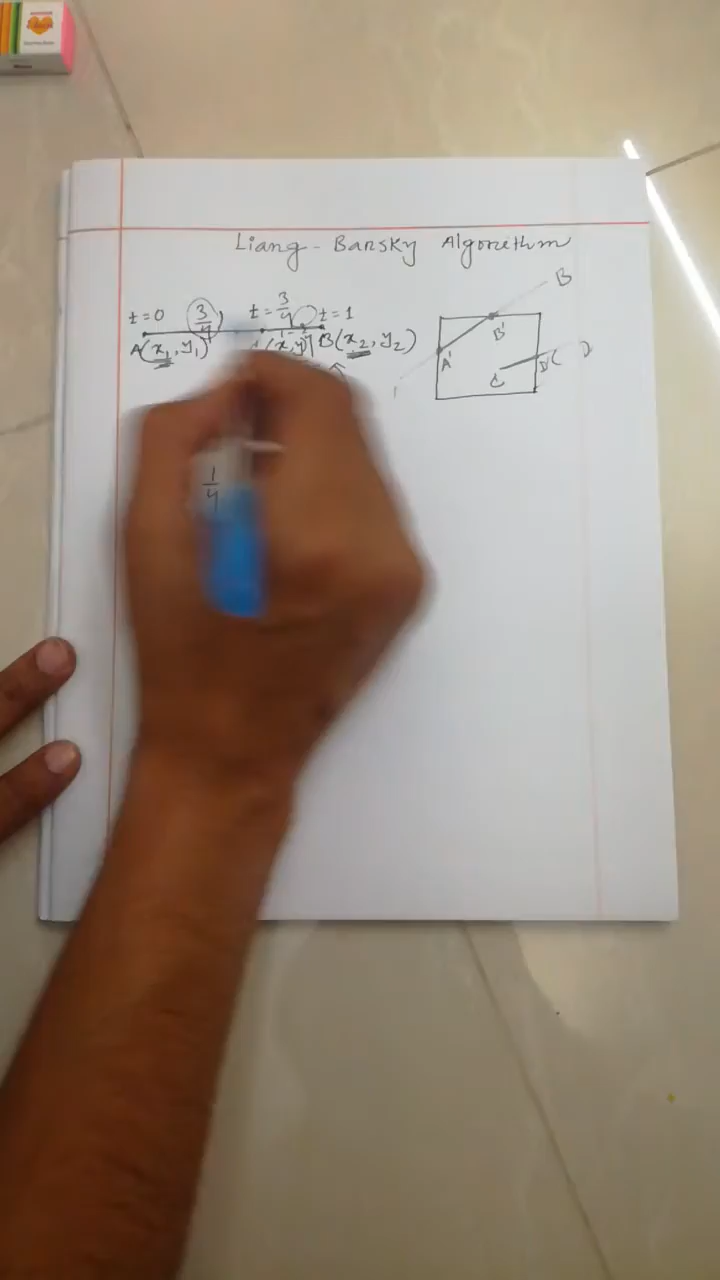 Liang - Barsky Algorithm
t=0 3/4 t=3/4 t=1
A(x₁, y₁) (x,y) B(x₂, y₂)
1/4
B
B'
A'
C
D'
D